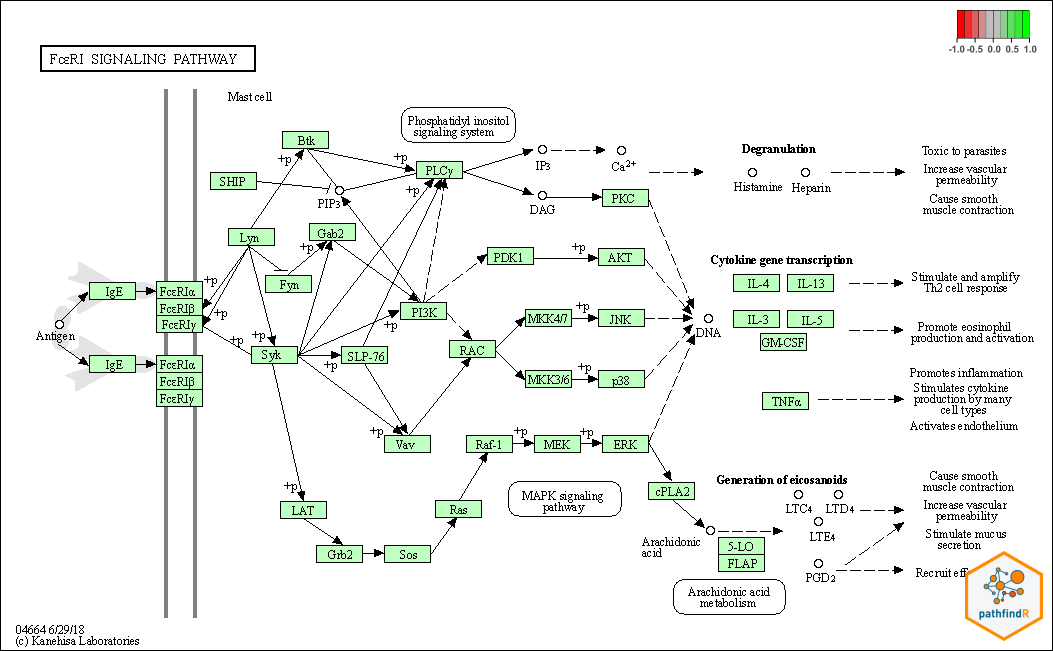 -1.0 -0.5 0.0 0.5 1.0
FcεRI SIGNALING PATHWAY
Mast cell
Phosphatidyl inositol
signaling system
Btk
+p
+p
PLCγ
+p
SHIP
PIP3
IP3
Ca2+
DAG
PKC
Degranulation
Histamine
Heparin
Toxic to parasites
Increase vascular
permeability
Cause smooth
muscle contraction
Lyn
Gab2
+p
Fyn
PDK1
+p
AKT
Cytokine gene transcription
IL-4
IL-13
IL-3
IL-5
GM-CSF
Stimulate and amplify
Th2 cell response
Promote eosinophil
production and activation
IgE
FcεRIα
FcεRIβ
FcεRIγ
+p
+p
Antigen
IgE
FcεRIα
FcεRIβ
FcεRIγ
+p
Syk
+p
SLP-76
PI3K
+p
RAC
MKK4/7
+p
JNK
MKK3/6
+p
p38
DNA
TNFα
Promotes inflammation
Stimulates cytokine
production by many
cell types
Activates endothelium
+p
Vav
Raf-1
+p
MEK
+p
ERK
MAPK signaling
pathway
+p
LAT
Grb2
Sos
Ras
cPLA2
Generation of eicosanoids
LTC4
LTD4
LTE4
PGD2
Arachidonic
acid
5-LO
FLAP
Arachidonic acid
metabolism
Cause smooth
muscle contraction
Increase vascular
permeability
Stimulate mucus
secretion
Recruit
pathfindR
04664 6/29/18
(c) Kanehisa Laboratories